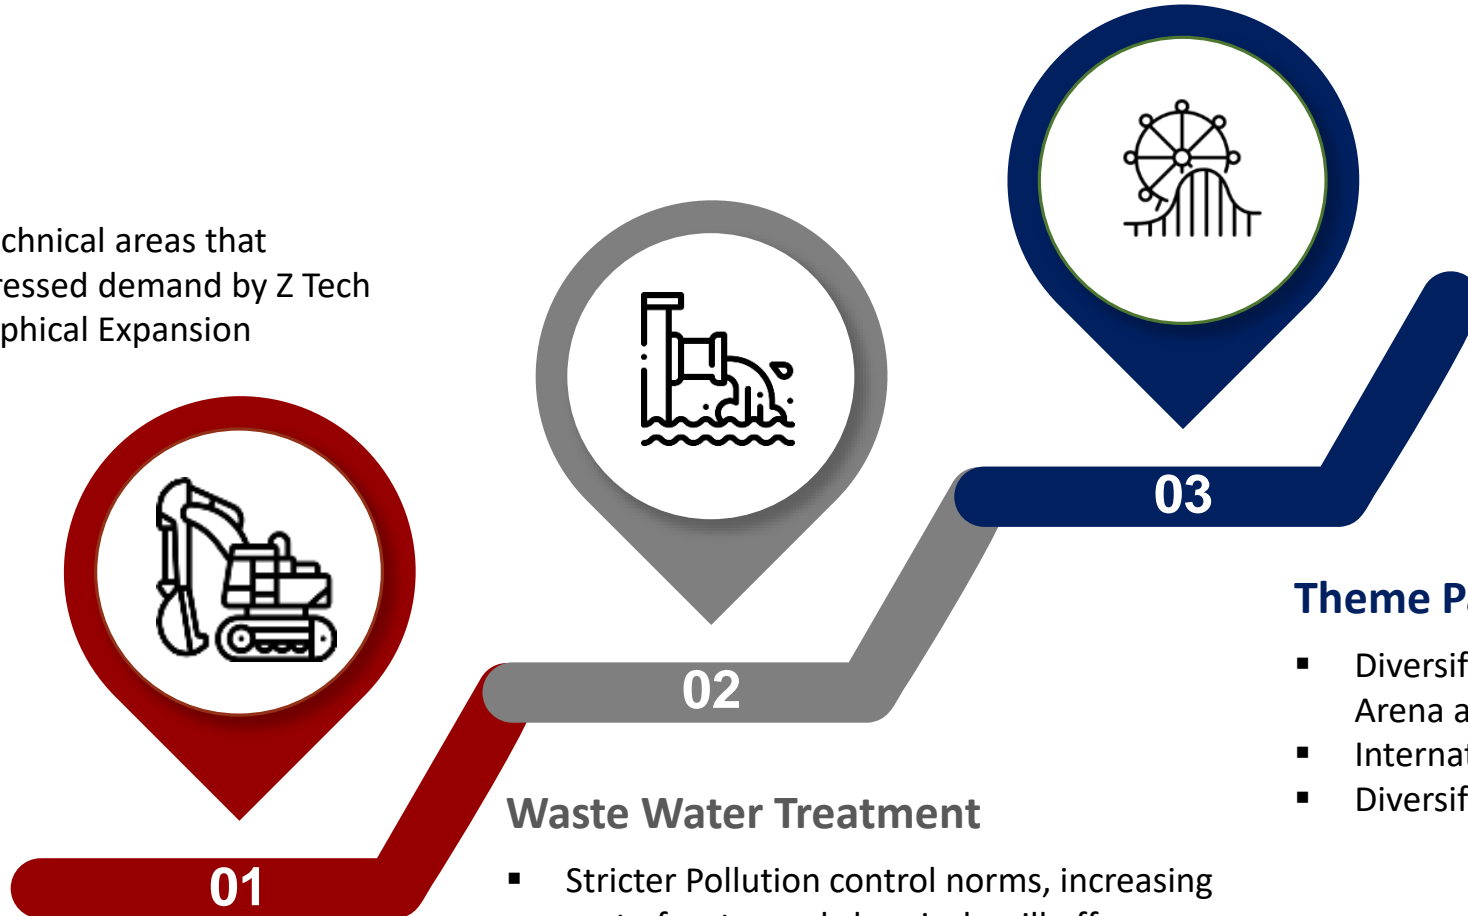 chnical areas that
ressed demand by Z Tech
phical Expansion
03
Theme P
▪ Diversif
Arena a
▪ Internat
▪ Diversif
02
Waste Water Treatment
▪ Stricter Pollution control norms, increasing
01